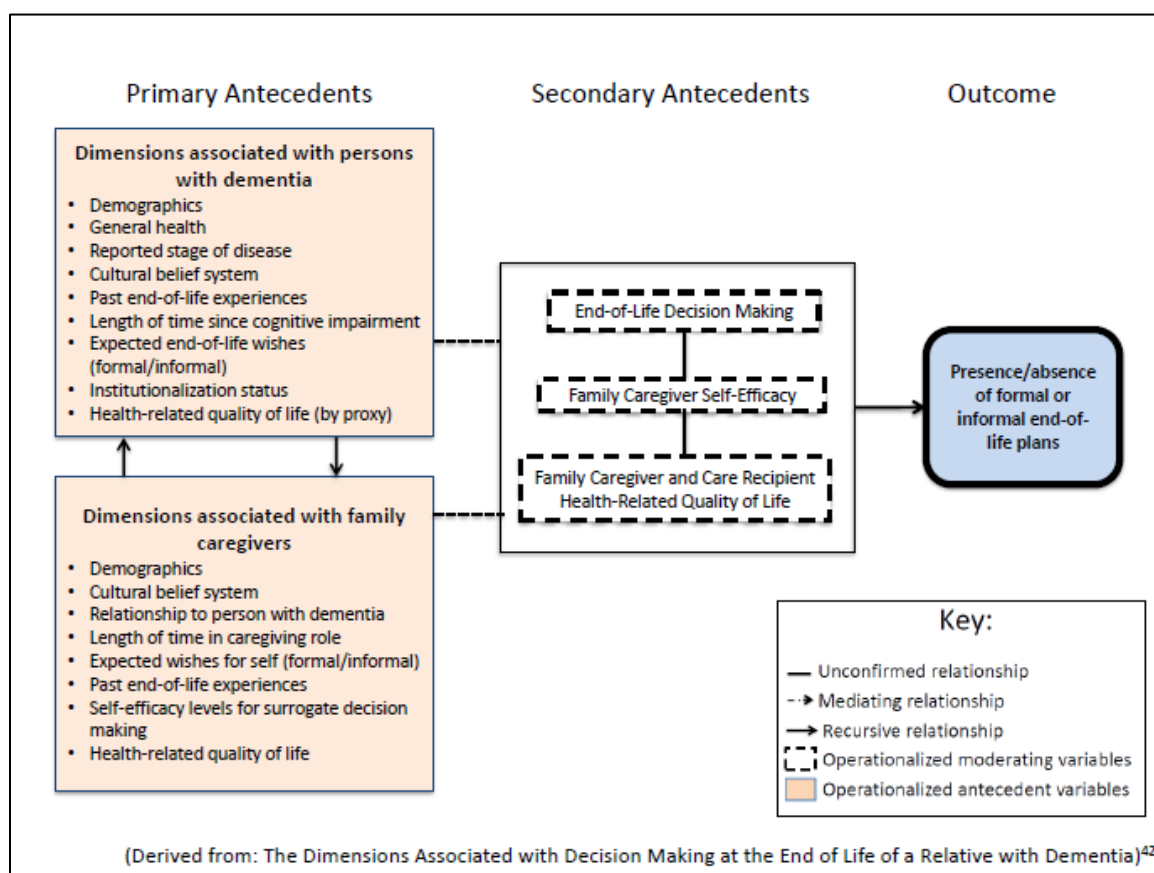 Primary Antecedents
Secondary Antecedents
Outcome
Dimensions associated with persons
with dementia
• Demographics
• General health
• Reported stage of disease
• Cultural belief system
• Past end-of-life experiences
• Length of time since cognitive impairment
• Expected end-of-life wishes
(formal/informal)
• Institutionalization status
• Health-related quality of life (by proxy)
Dimensions associated with family
caregivers
• Demographics
• Cultural belief system
• Relationship to person with dementia
• Length of time in caregiving role
• Expected wishes for self (formal/informal)
• Past end-of-life experiences
• Self-efficacy levels for surrogate decision
making
• Health-related quality of life
End-of-Life Decision Making
Family Caregiver Self-Efficacy
Family Caregiver and Care Recipient
Health-Related Quality of Life
Presence/absence
of formal or
informal end-of-
life plans
Key:
Unconfirmed relationship
Mediating relationship
Recursive relationship
Operationalized moderating variables
Operationalized antecedent variables
(Derived from: The Dimensions Associated with Decision Making at the End of Life of a Relative with Dementia)42